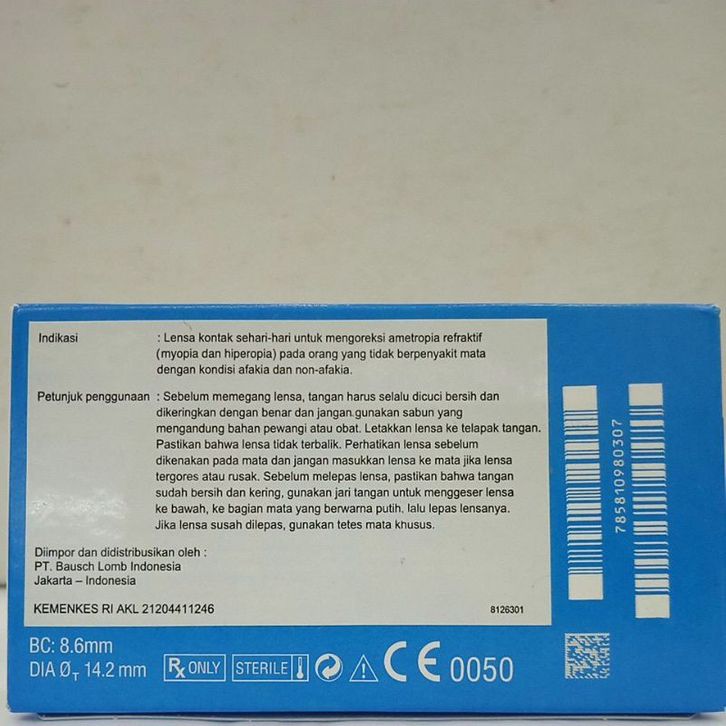 Indikasi : Lensa kontak sehari-hari untuk mengoreksi ametropia refraktif
(myopia dan hiperopia) pada orang yang tidak berpenyakit mata
dengan kondisi afakia dan non-afakia.
Petunjuk penggunaan : Sebelum memegang lensa, tangan harus selalu dicuci bersih dan
dikeringkan dengan benar dan jangan gunakan sabun yang
mengandung bahan pewangi atau obat. Letakkan lensa ke telapak tangan.
Pastikan bahwa lensa tidak terbalik. Perhatikan lensa sebelum
dikenakan pada mata dan jangan masukkan lensa ke mata jika lensa
tergores atau rusak. Sebelum melepas lensa, pastikan bahwa tangan
sudah bersih dan kering, gunakan jari tangan untuk menggeser lensa
ke bawah, ke bagian mata yang berwarna putih, lalu lepas lensanya.
Jika lensa susah dilepas, gunakan tetes mata khusus.
Diimpor dan didistribusikan oleh :
PT. Bausch Lomb Indonesia
Jakarta – Indonesia
KEMENKES RI AKL 21204411246 8126301
785810980307
BC: 8.6mm
DIA Ø<sub>T</sub> 14.2 mm Rx ONLY STERILE CE 0050